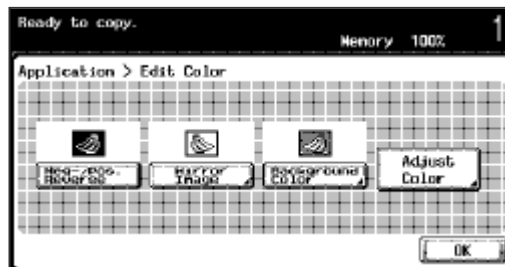 Ready to copy.
1
Memory 100%
Application > Edit Color
Neg-/Pos.
Reverse
Mirror
Image
Background
Color
Adjust
Color
OK